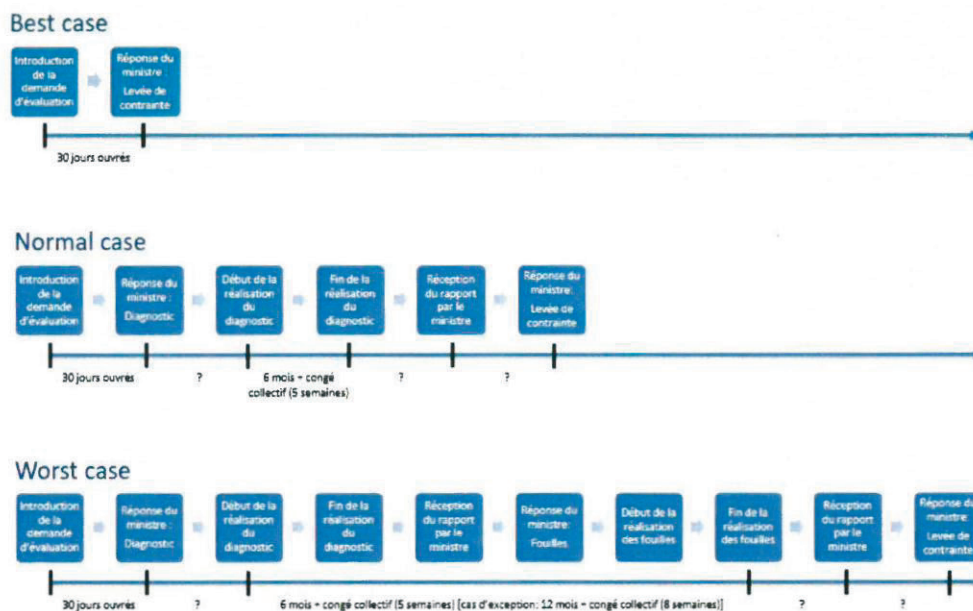 Best case
Introduction
de la
demande
d'évaluation
Réponse du
ministre :
Levée de
contrainte
30 jours ouvrés
Normal case
Introduction
de la
demande
d'évaluation
Réponse du
ministre :
Diagnostic
Début de la
réalisation
du
diagnostic
Fin de la
réalisation
du
diagnostic
Réception
du rapport
par le
ministre
Réponse du
ministre:
Levée de
contrainte
30 jours ouvrés
?
6 mois + congé
collectif (5 semaines)
?
?
Worst case
Introduction
de la
demande
d'évaluation
Réponse du
ministre :
Diagnostic
Début de la
réalisation
du
diagnostic
Fin de la
réalisation
du
diagnostic
Réception
du rapport
par le
ministre
Réponse du
ministre:
Fouilles
Début de la
réalisation
des fouilles
Fin de la
réalisation
des fouilles
Réception
du rapport
par le
ministre
Réponse du
ministre:
Levée de
contrainte
30 jours ouvrés
?
6 mois + congé collectif (5 semaines) [cas d'exception: 12 mois + congé collectif (8 semaines)]
?
?